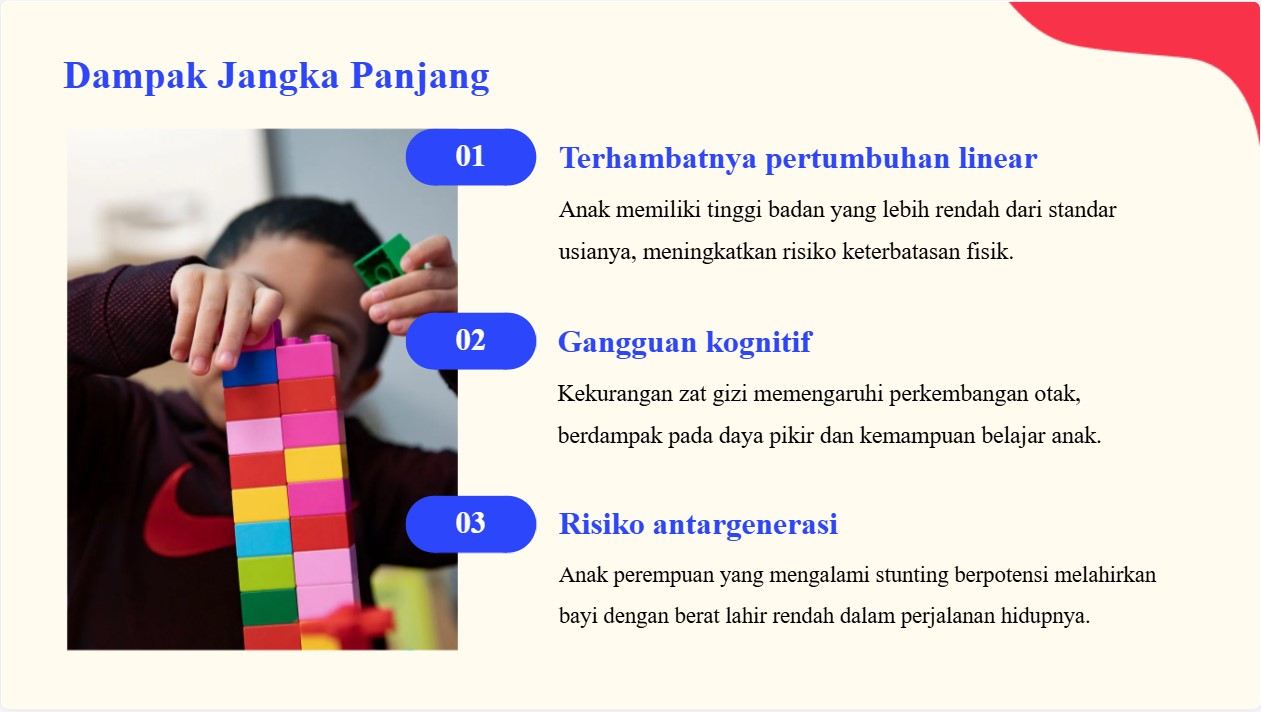 Dampak Jangka Panjang
01
Terhambatnya pertumbuhan linear
Anak memiliki tinggi badan yang lebih rendah dari standar
usianya, meningkatkan risiko keterbatasan fisik.
02
Gangguan kognitif
Kekurangan zat gizi memengaruhi perkembangan otak,
berdampak pada daya pikir dan kemampuan belajar anak.
03
Risiko antargenerasi
Anak perempuan yang mengalami stunting berpotensi melahirkan
bayi dengan berat lahir rendah dalam perjalanan hidupnya.